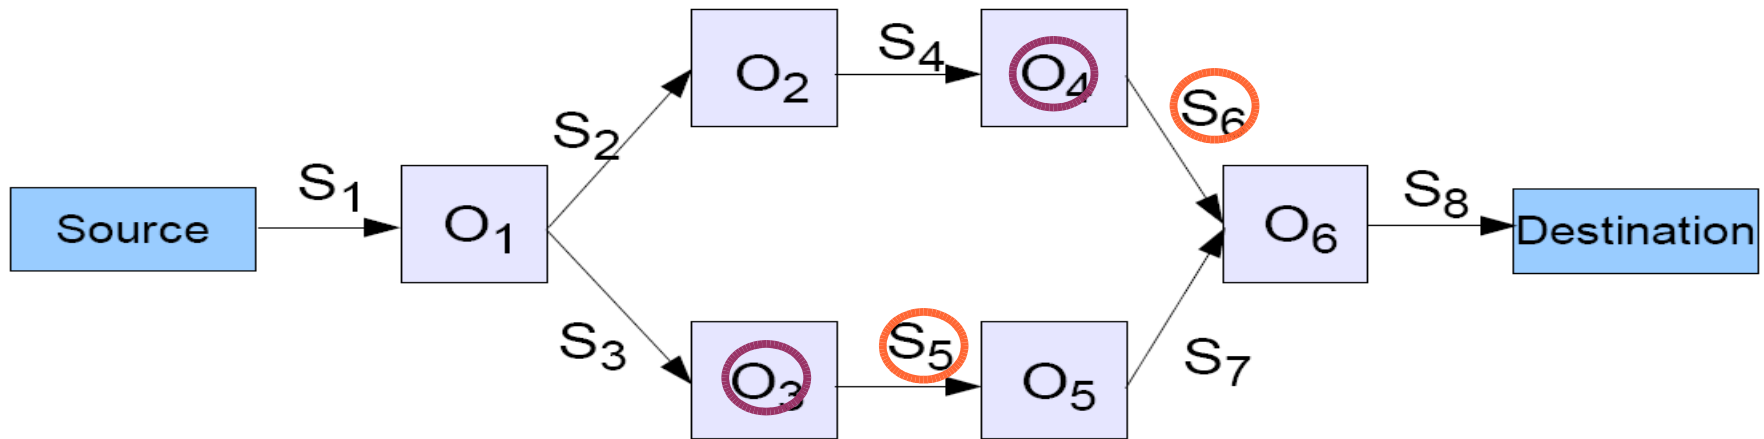 S4
O2
O4
S6
S2
S1
S8
Source
O1
O6
Destination
S3
S5
S7
O3
O5